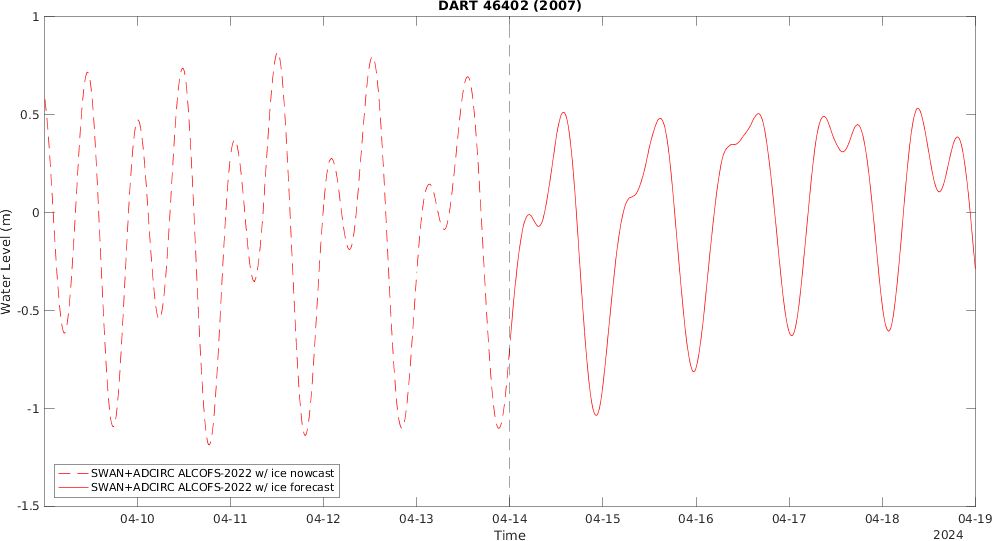 DART 46402 (2007)
Water Level (m)
1
0.5
0
-0.5
-1
-1.5
SWAN+ADCIRC ALCOFS-2022 w/ ice nowcast
SWAN+ADCIRC ALCOFS-2022 w/ ice forecast
04-10 04-11 04-12 04-13 04-14 04-15 04-16 04-17 04-18 04-19
Time
2024